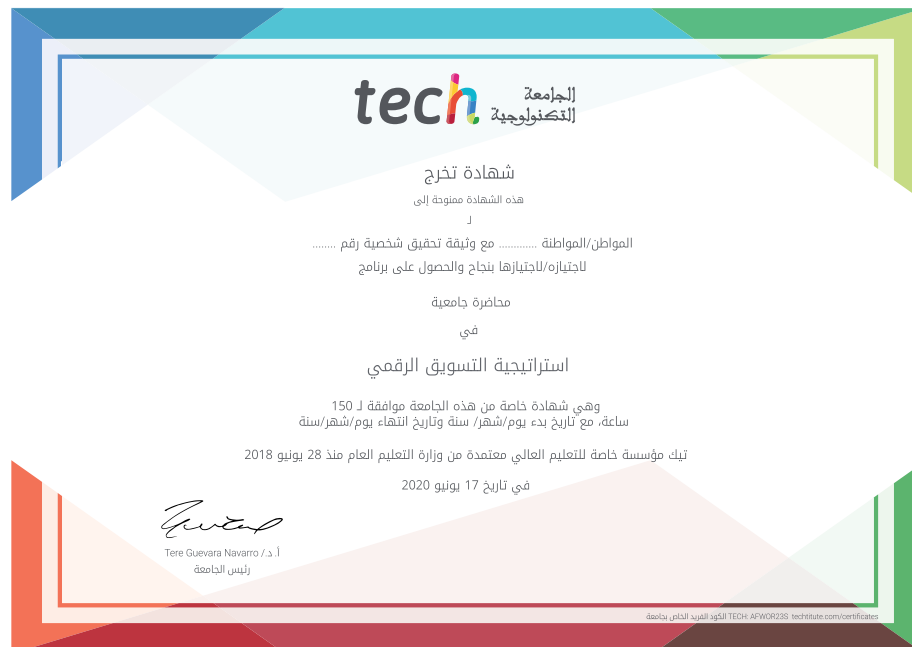 tech الجامعة
التكنولوجية
شهادة تخرج
هذه الشهادة ممنوحة إلى
لـ
المواطن/المواطنة ............ مع وثيقة تحقيق شخصية رقم ........
لاجتيازه/لاجتيازها بنجاح والحصول على برنامج
محاضرة جامعية
في
استراتيجية التسويق الرقمي
وهي شهادة خاصة من هذه الجامعة موافقة لـ 150
ساعة، مع تاريخ بدء يوم/شهر/ سنة وتاريخ انتهاء يوم/شهر/سنة
تيك مؤسسة خاصة للتعليم العالي معتمدة من وزارة التعليم العام منذ 28 يونيو 2018
في تاريخ 17 يونيو 2020
أ.د./ Tere Guevara Navarro
رئيس الجامعة
الكود الفريد الخاص بجامعة TECH: AFWOR23S techtitute.com/certificates